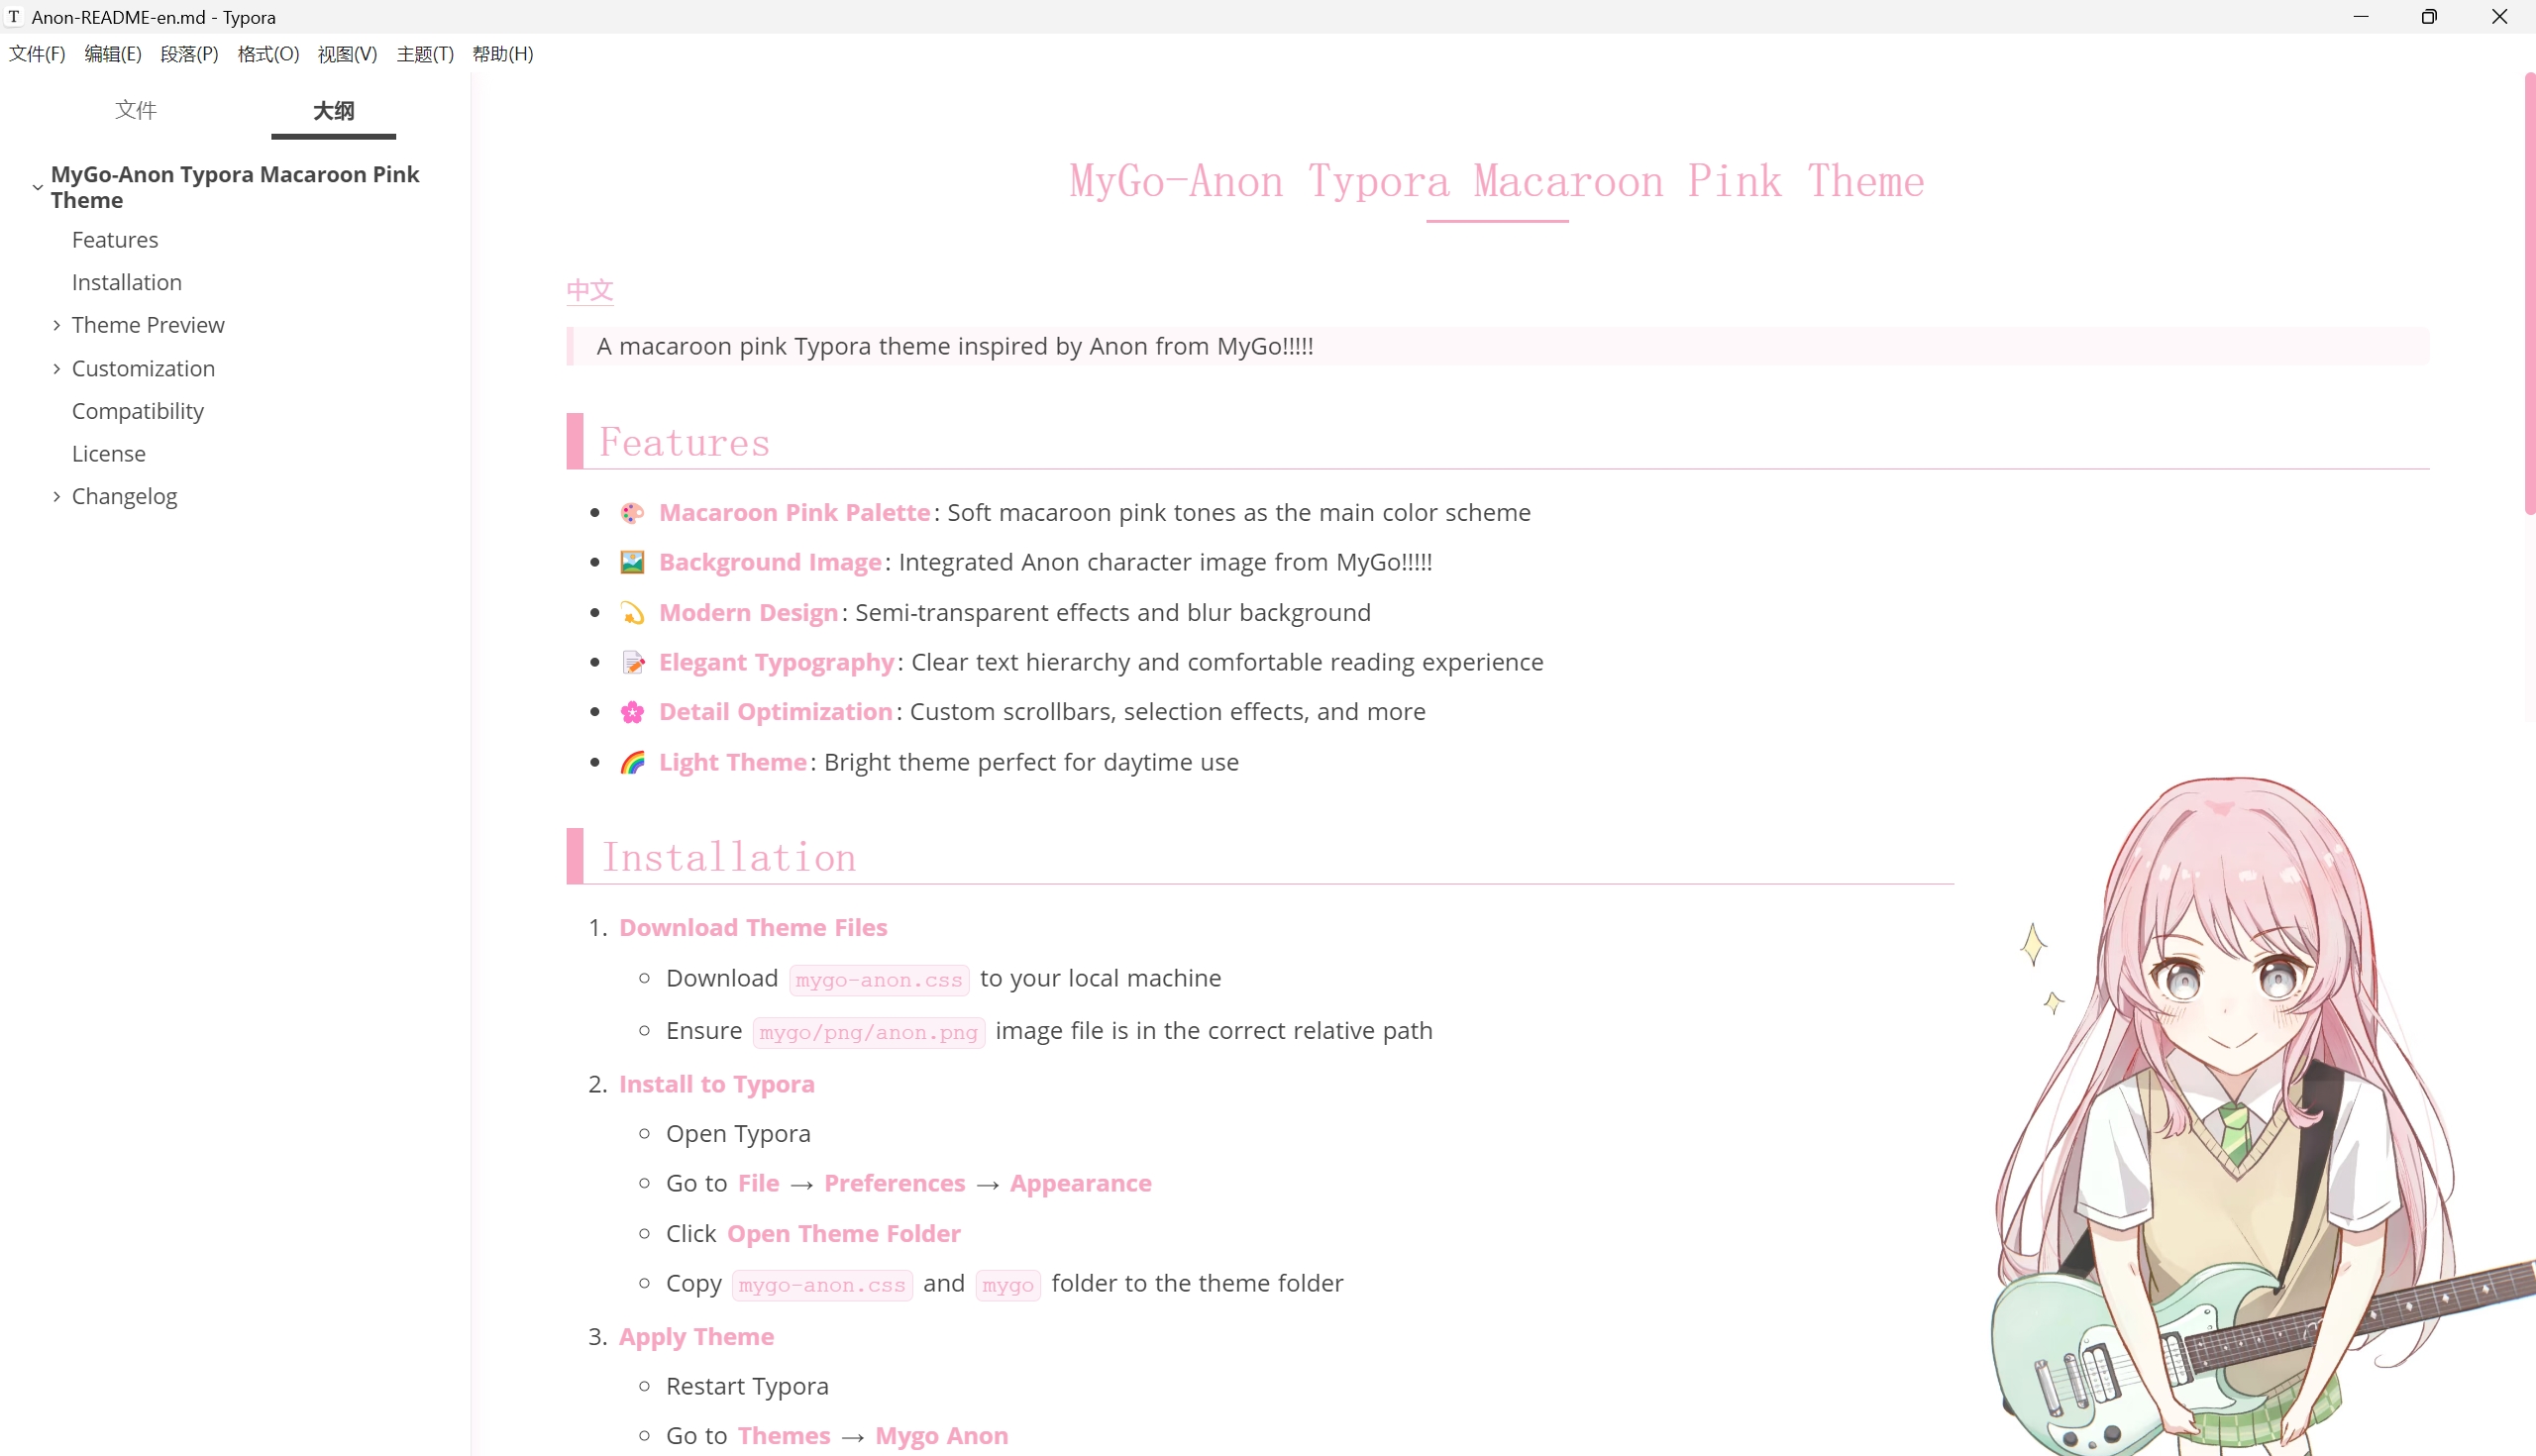 Anon-README-en.md - Typora
文件(F) 编辑(E) 段落(P) 格式(O) 视图(V) 主题(T) 帮助(H)
文件 大纲
MyGo-Anon Typora Macaroon Pink
Theme
Features
Installation
Theme Preview
Customization
Compatibility
License
Changelog
MyGo-Anon Typora Macaroon Pink Theme
中文
A macaroon pink Typora theme inspired by Anon from MyGo!!!!!
Features
• 🎨 Macaroon Pink Palette: Soft macaroon pink tones as the main color scheme
• 🖼️ Background Image: Integrated Anon character image from MyGo!!!!!
• 💫 Modern Design: Semi-transparent effects and blur background
• 📝 Elegant Typography: Clear text hierarchy and comfortable reading experience
• 🌸 Detail Optimization: Custom scrollbars, selection effects, and more
• 🌈 Light Theme: Bright theme perfect for daytime use
Installation
1. Download Theme Files
○ Download mygo-anon.css to your local machine
○ Ensure mygo/png/anon.png image file is in the correct relative path
2. Install to Typora
○ Open Typora
○ Go to File → Preferences → Appearance
○ Click Open Theme Folder
○ Copy mygo-anon.css and mygo folder to the theme folder
3. Apply Theme
○ Restart Typora
○ Go to Themes → Mygo Anon